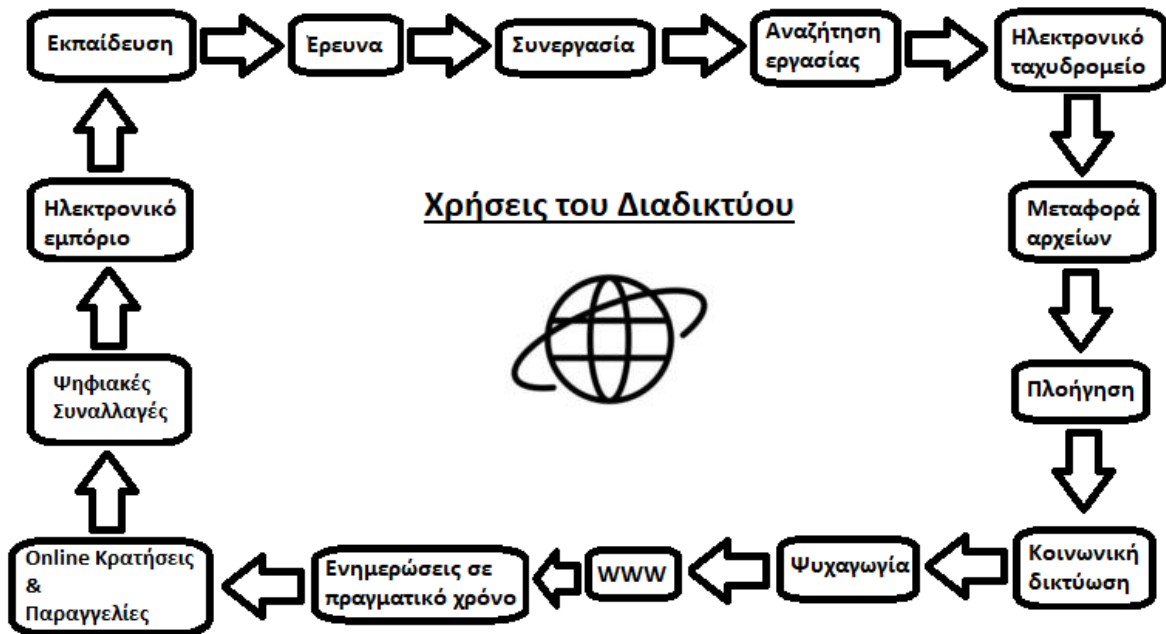 Εκπαίδευση
Έρευνα
Συνεργασία
Αναζήτηση
εργασίας
Ηλεκτρονικό
ταχυδρομείο
Μεταφορά
αρχείων
Πλοήγηση
Κοινωνική
δικτύωση
Ψυχαγωγία
WWW
Ενημερώσεις σε
πραγματικό χρόνο
Online Κρατήσεις
&
Παραγγελίες
Ψηφιακές
Συναλλαγές
Ηλεκτρονικό
εμπόριο
Χρήσεις του Διαδικτύου